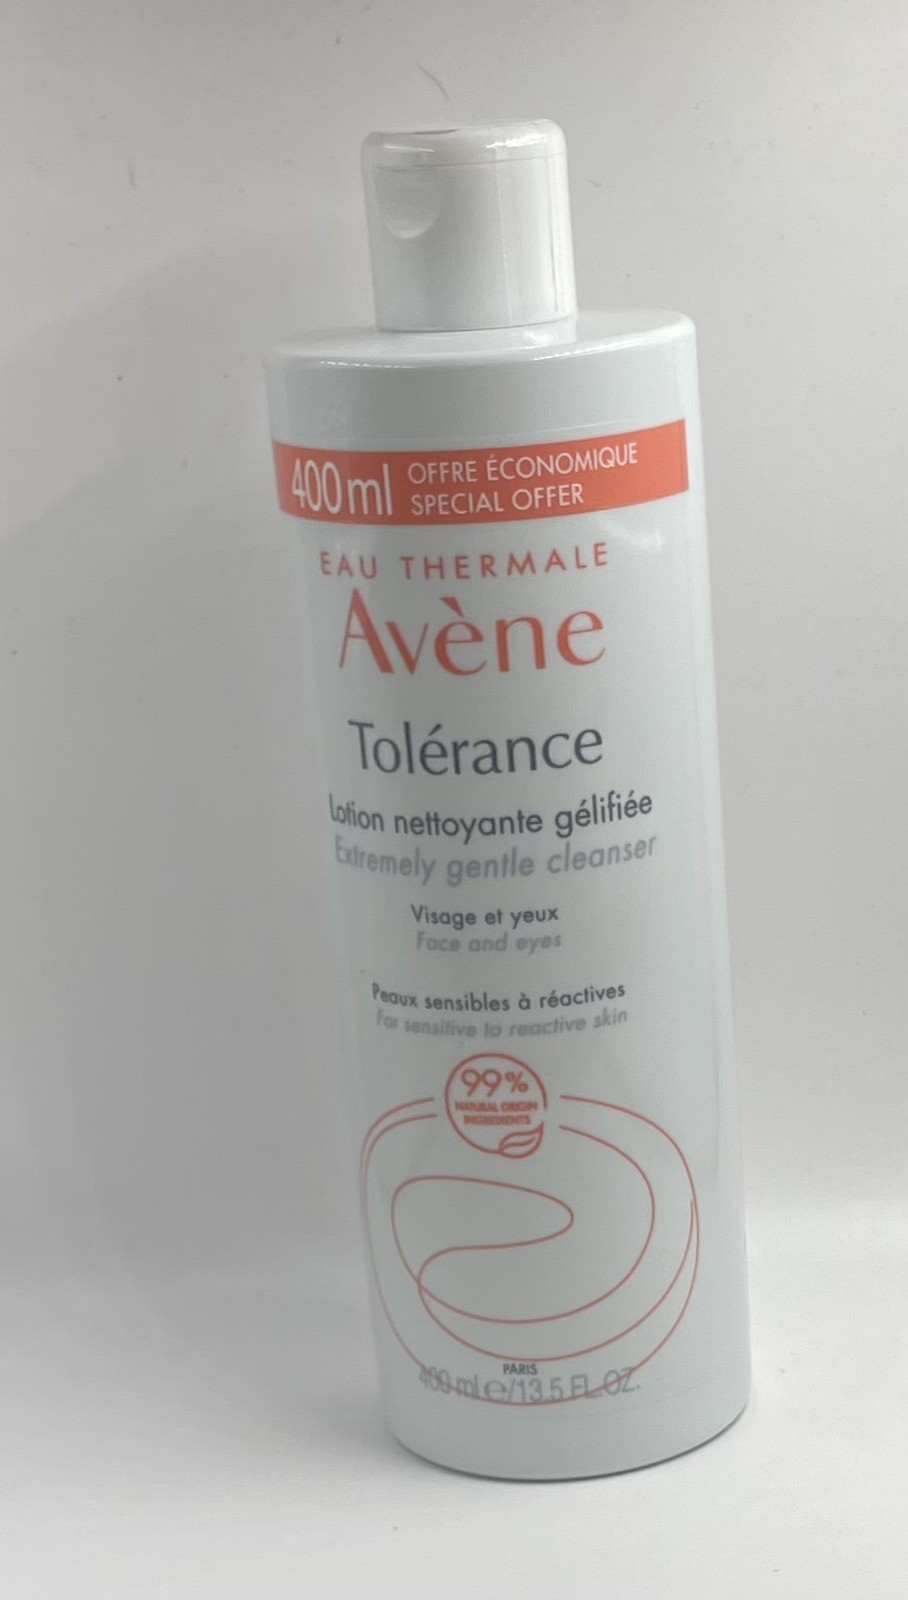 400ml OFFRE ÉCONOMIQUE
SPECIAL OFFER
EAU THERMALE
Avène
Tolérance
Lotion nettoyante gélifiée
Extremely gentle cleanser
Visage et yeux
Face and eyes
Peaux sensibles à réactives
For sensitive to reactive skin
99%
NATURAL ORIGIN
INGREDIENTS
PARIS
400 ml e/13.5 FL.OZ.